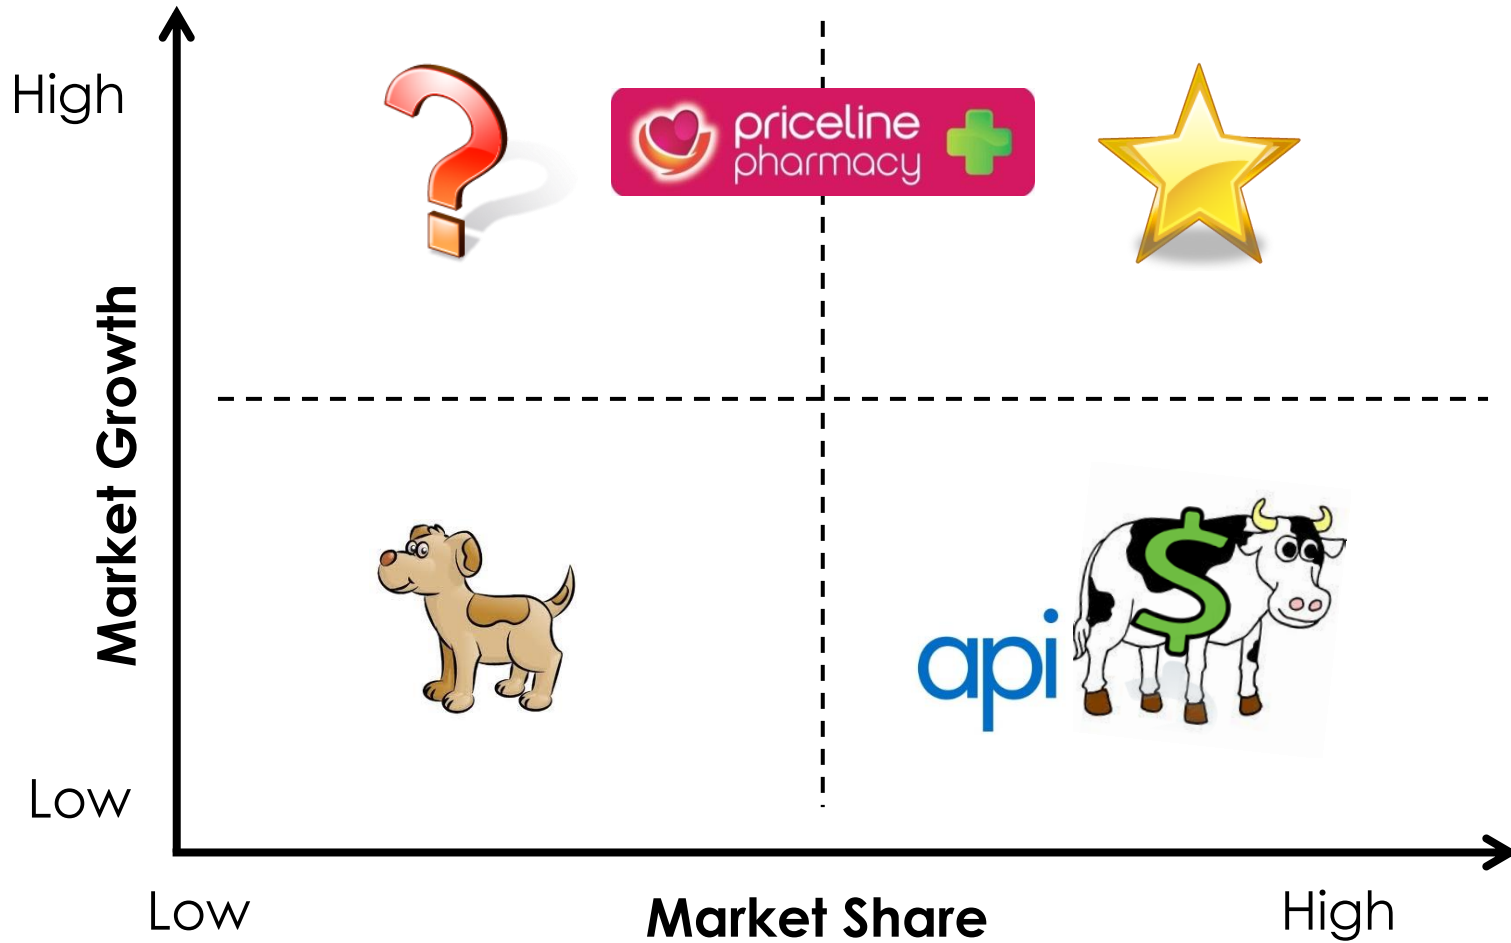 High
priceline
pharmacy
Market Growth
api
$
Low
Low
Market Share
High